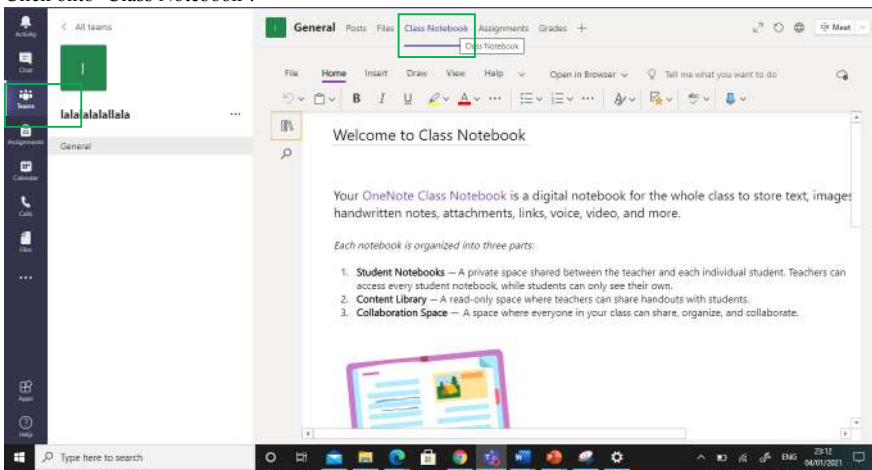 Click onto 'Class Notebook'.
Activity
< All teams
General Posts Files Class Notebook Assignments Grades +
Meet
Class Notebook
Chat
File Home Insert Draw View Help Open in Browser Tell me what you want to do
Teams
B I U
lalalalalallala
Assignments
General
Welcome to Class Notebook
Calendar
Your OneNote Class Notebook is a digital notebook for the whole class to store text, images
handwritten notes, attachments, links, voice, video, and more.
Calls
Files
Each notebook is organized into three parts:
1. Student Notebooks — A private space shared between the teacher and each individual student. Teachers can
access every student notebook, while students can only see their own.
2. Content Library — A read-only space where teachers can share handouts with students.
3. Collaboration Space — A space where everyone in your class can share, organize, and collaborate.
Apps
Help
Type here to search
ENG
23:12
04/01/2021